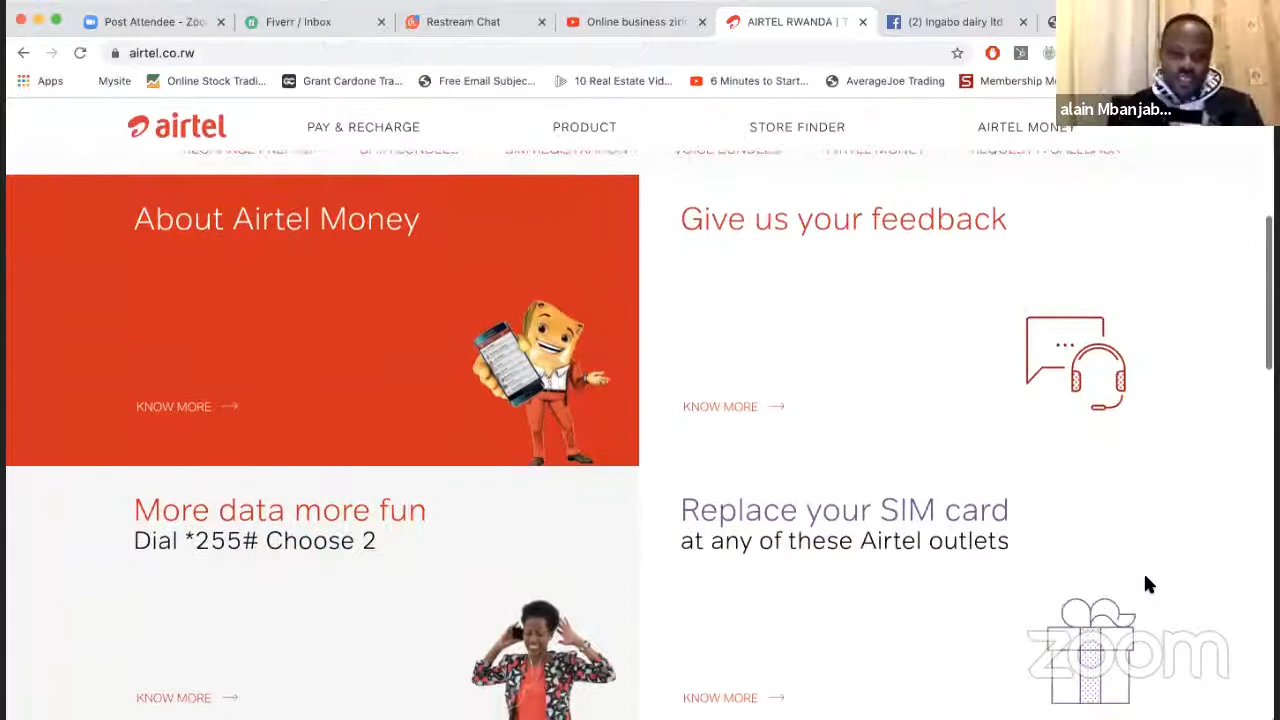 Post Attendee - Zoo
Fiverr / Inbox
Restream Chat
Online business ziri
AIRTEL RWANDA | T
(2) Ingabo dairy ltd
airtel.co.rw
Apps
Mysite
Online Stock Tradi...
Grant Cardone Tra...
Free Email Subjec...
10 Real Estate Vid...
6 Minutes to Start...
AverageJoe Trading
Membership M
alain Mbanjab...
airtel
PAY & RECHARGE
PRODUCT
STORE FINDER
AIRTEL MONEY
About Airtel Money
Give us your feedback
KNOW MORE
KNOW MORE
More data more fun
Dial *255# Choose 2
Replace your SIM card
at any of these Airtel outlets
KNOW MORE
KNOW MORE
zoom